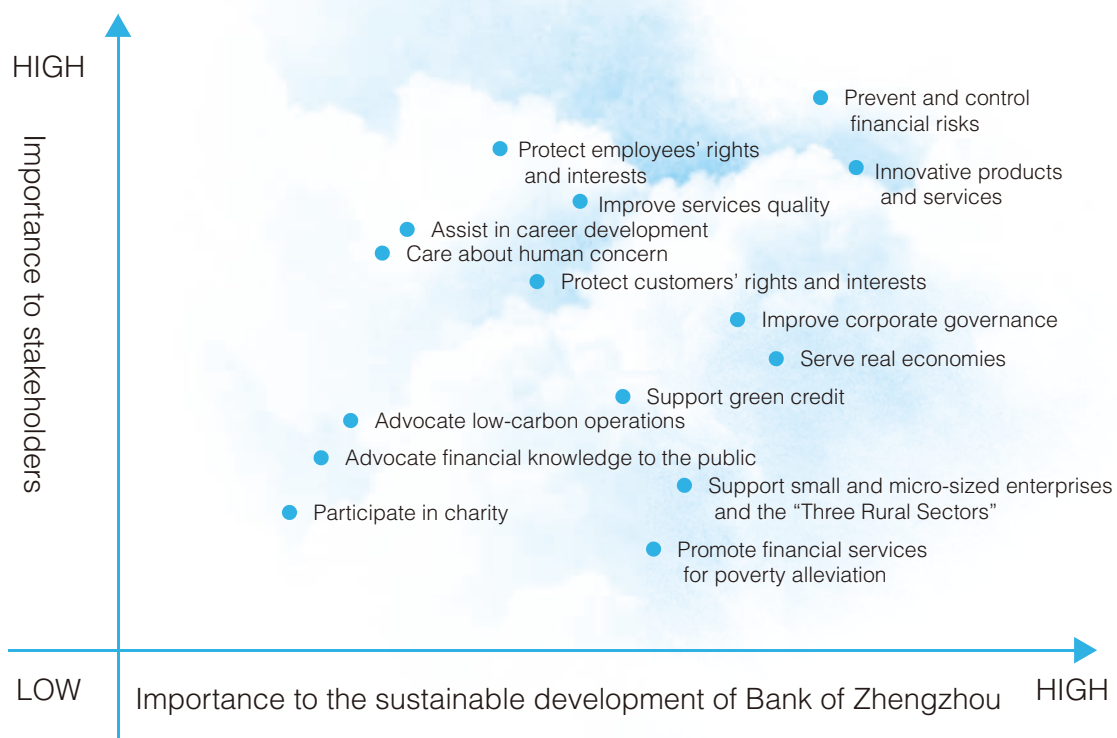 HIGH
Importance to stakeholders
Prevent and control
financial risks
Protect employees’ rights
and interests
Innovative products
and services
Improve services quality
Assist in career development
Care about human concern
Protect customers’ rights and interests
Improve corporate governance
Serve real economies
Support green credit
Advocate low-carbon operations
Advocate financial knowledge to the public
Support small and micro-sized enterprises
and the “Three Rural Sectors”
Participate in charity
Promote financial services
for poverty alleviation
LOW
Importance to the sustainable development of Bank of Zhengzhou
HIGH